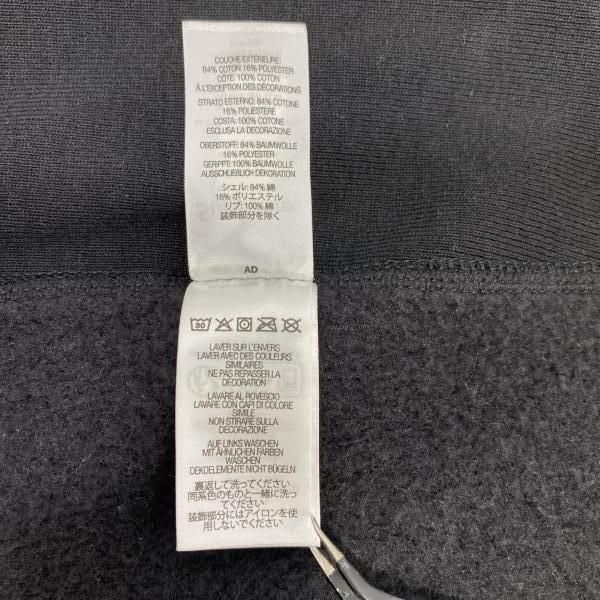 COUCHE EXTÉRIEURE:
84% COTON 16% POLYESTER
CÔTE: 100% COTON
À L'EXCEPTION DES DÉCORATIONS
STRATO ESTERNO: 84% COTONE
16% POLIESTERE
COSTA: 100% COTONE
ESCLUSA LA DECORAZIONE
OBERSTOFF: 84% BAUMWOLLE
16% POLYESTER
GERIPPT: 100% BAUMWOLLE
AUSSCHLIEßLICH DEKORATION
シェル: 84% 綿
16% ポリエステル
リブ: 100% 綿
装飾部分を除く
AD
30
LAVER SUR L'ENVERS
LAVER AVEC DES COULEURS
SIMILAIRES
NE PAS REPASSER LA
DÉCORATION
LAVARE AL ROVESCIO
LAVARE CON CAPI DI COLORE
SIMILE
NON STIRARE SULLA
DECORAZIONE
AUF LINKS WASCHEN
MIT ÄHNLICHEN FARBEN
WASCHEN
DEKOELEMENTE NICHT BÜGELN
裏返して洗ってください
同系色のものと一緒に洗っ
てください
装飾部分にはアイロンを使
用しないでください